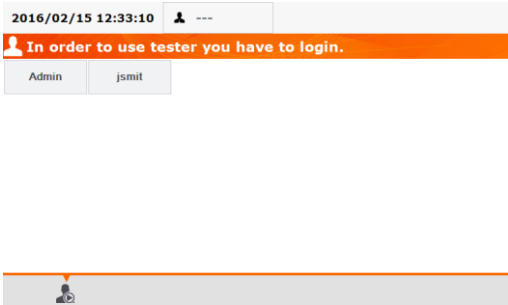 2016/02/15 12:33:10 ---
In order to use tester you have to login.
Admin jsmit